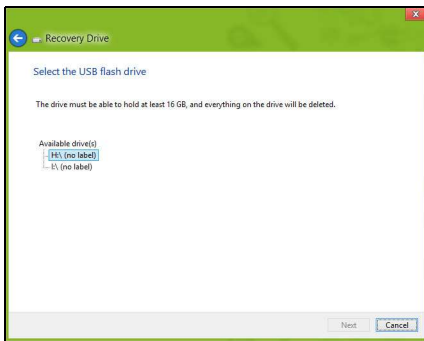 Recovery Drive
Select the USB flash drive
The drive must be able to hold at least 16 GB, and everything on the drive will be deleted.
Available drive(s)
H:\ (no label)
I:\ (no label)
Next
Cancel